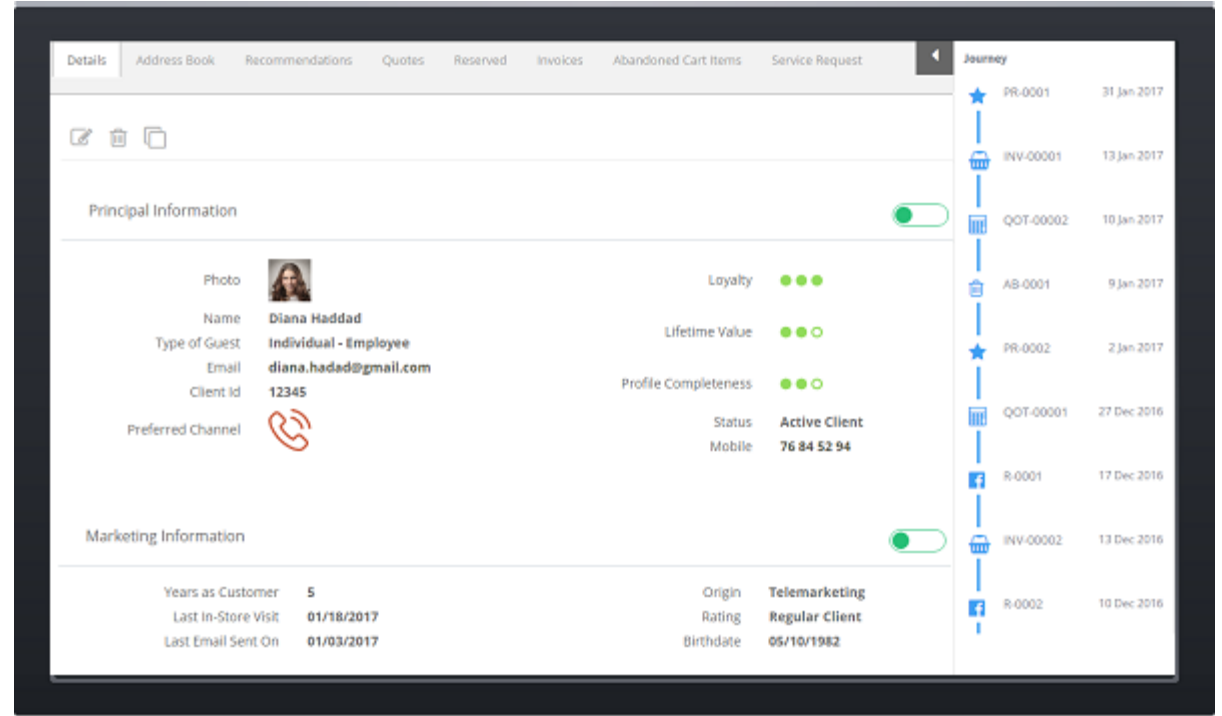 Details Address Book Recommendations Quotes Reserved Invoices Abandoned Cart Items Service Request
Principal Information
Photo
Name Diana Haddad
Type of Guest Individual - Employee
Email diana.hadad@gmail.com
Client Id 12345
Preferred Channel
Loyalty
Lifetime Value
Profile Completeness
Status Active Client
Mobile 76 84 52 94
Marketing Information
Years as Customer 5
Last In-Store Visit 01/18/2017
Last Email Sent On 01/03/2017
Origin Telemarketing
Rating Regular Client
Birthdate 05/10/1982
Journey
PR-0001 31 Jan 2017
INV-00001 13 Jan 2017
QOT-00002 10 Jan 2017
AB-0001 9 Jan 2017
PR-0002 2 Jan 2017
QOT-00001 27 Dec 2016
R-0001 17 Dec 2016
INV-00002 13 Dec 2016
R-0002 10 Dec 2016